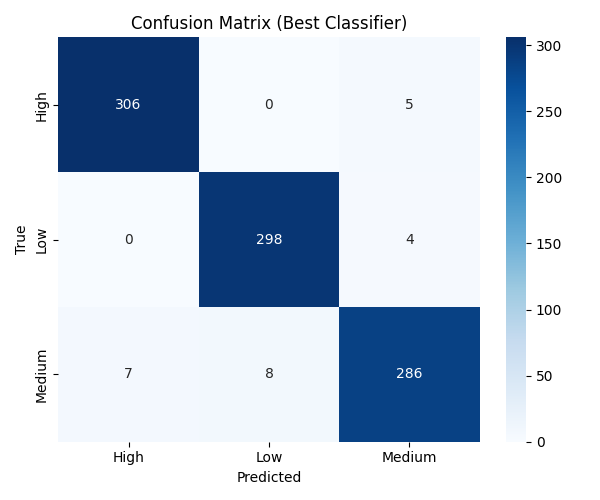 Confusion Matrix (Best Classifier)
High 306 0 5
Low 0 298 4
Medium 7 8 286
True
High Low Medium
Predicted
300
250
200
150
100
50
0